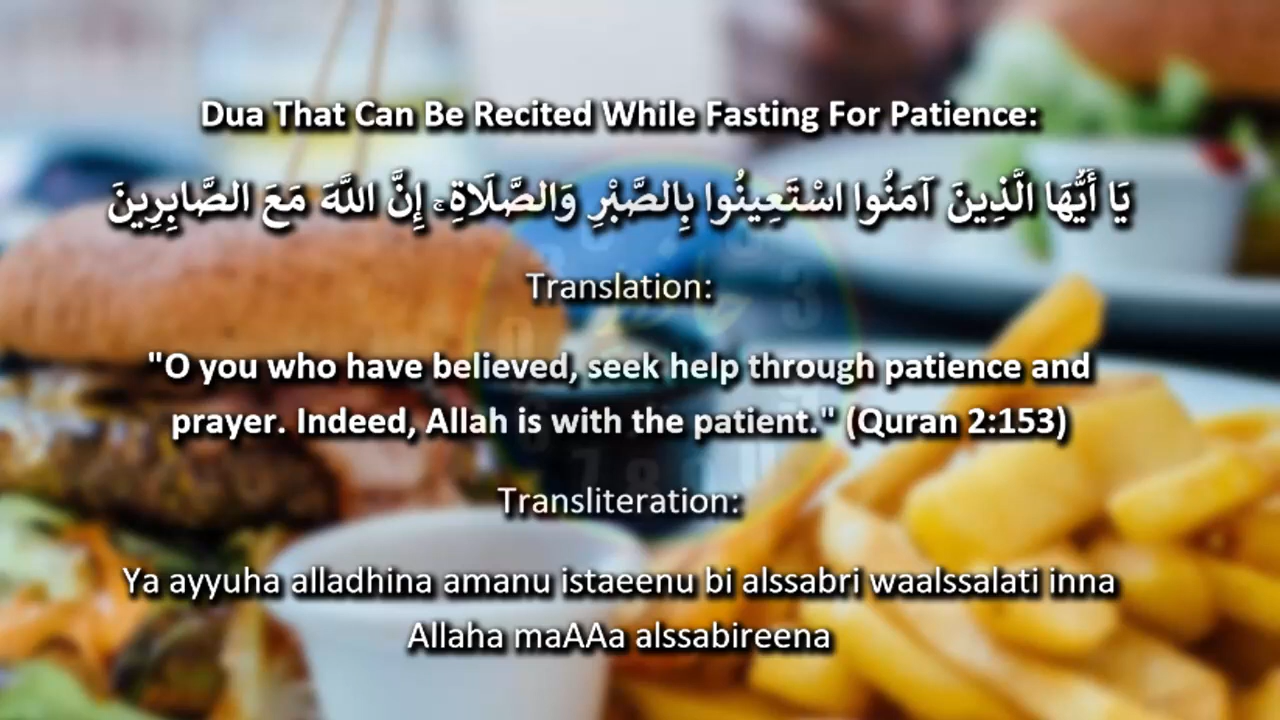 Dua That Can Be Recited While Fasting For Patience:
يَا أَيُّهَا الَّذِينَ آمَنُوا اسْتَعِينُوا بِالصَّبْرِ وَالصَّلَاةِ ۚ إِنَّ اللَّهَ مَعَ الصَّابِرِينَ
Translation:
"O you who have believed, seek help through patience and
prayer. Indeed, Allah is with the patient." (Quran 2:153)
Transliteration:
Ya ayyuha alladhina amanu istaeenu bi alssabri waalssalati inna
Allaha maAAa alssabireena